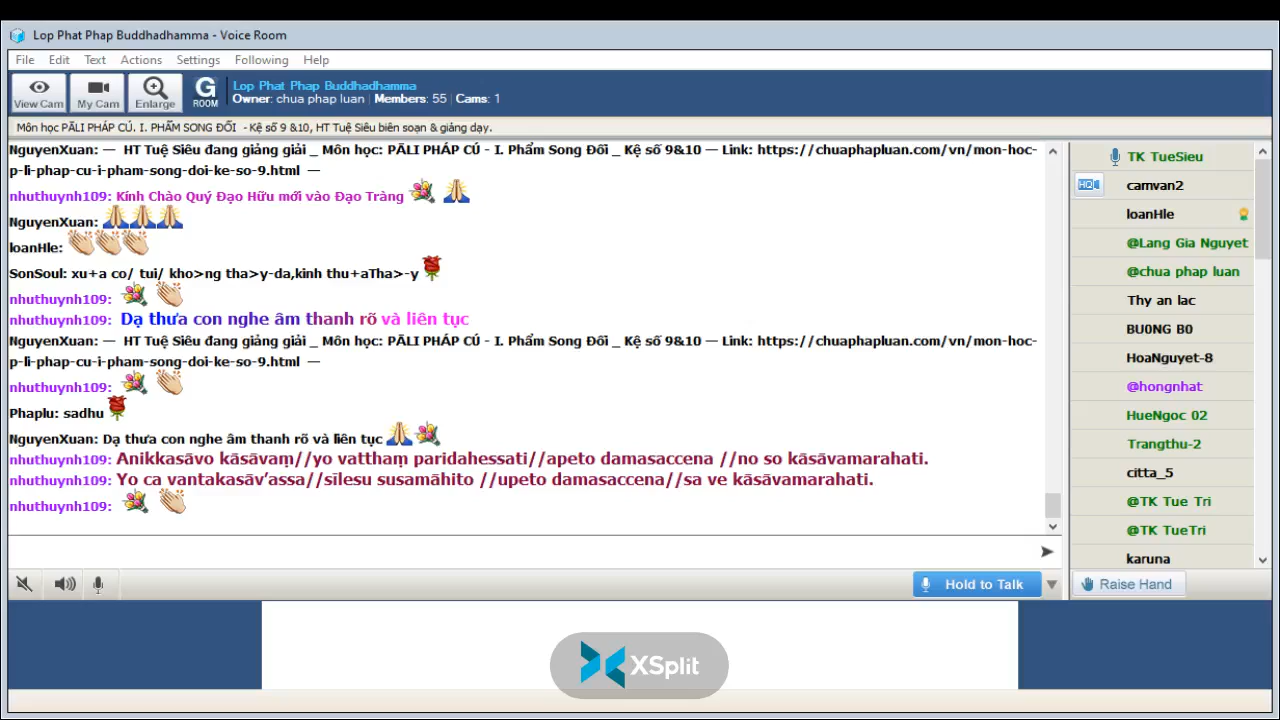 Lop Phat Phap Buddhadhamma - Voice Room
File Edit Text Actions Settings Following Help
View Cam My Cam Enlarge G ROOM
Lop Phat Phap Buddhadhamma
Owner: chua phap luan | Members: 55 | Cams: 1
Môn học PĀLI PHÁP CÚ. I. PHẨM SONG ĐỐI - Kệ số 9 &10, HT Tuệ Siêu biên soạn & giảng dạy.
NguyenXuan: — HT Tuệ Siêu đang giảng giải _ Môn học: PĀLI PHÁP CÚ - I. Phẩm Song Đối _ Kệ số 9&10 — Link: https://chuaphapluan.com/vn/mon-hoc-
p-li-phap-cu-i-pham-song-doi-ke-so-9.html —
nhuthuynh109: Kính Chào Quý Đạo Hữu mới vào Đạo Tràng
NguyenXuan:
loanHle:
SonSoul: xu+a co/ tui/ kho>ng tha>y-da,kinh thu+aTha>-y
nhuthuynh109:
nhuthuynh109: Dạ thưa con nghe âm thanh rõ và liên tục
NguyenXuan: — HT Tuệ Siêu đang giảng giải _ Môn học: PĀLI PHÁP CÚ - I. Phẩm Song Đối _ Kệ số 9&10 — Link: https://chuaphapluan.com/vn/mon-hoc-
p-li-phap-cu-i-pham-song-doi-ke-so-9.html —
nhuthuynh109:
Phaplu: sadhu
NguyenXuan: Dạ thưa con nghe âm thanh rõ và liên tục
nhuthuynh109: Anikkasāvo kāsāvaṃ//yo vatthaṃ paridahessati//apeto damasaccena //no so kāsāvamarahati.
nhuthuynh109: Yo ca vantakasāv'assa//sīlesu susamāhito //upeto damasaccena//sa ve kāsāvamarahati.
nhuthuynh109:
TK TueSieu
HQ camvan2
loanHle
@Lang Gia Nguyet
@chua phap luan
Thy an lac
BU0NG B0
HoaNguyet-8
@hongnhat
HueNgoc 02
Trangthu-2
citta_5
@TK Tue Tri
@TK TueTri
karuna
Hold to Talk
Raise Hand
XSplit